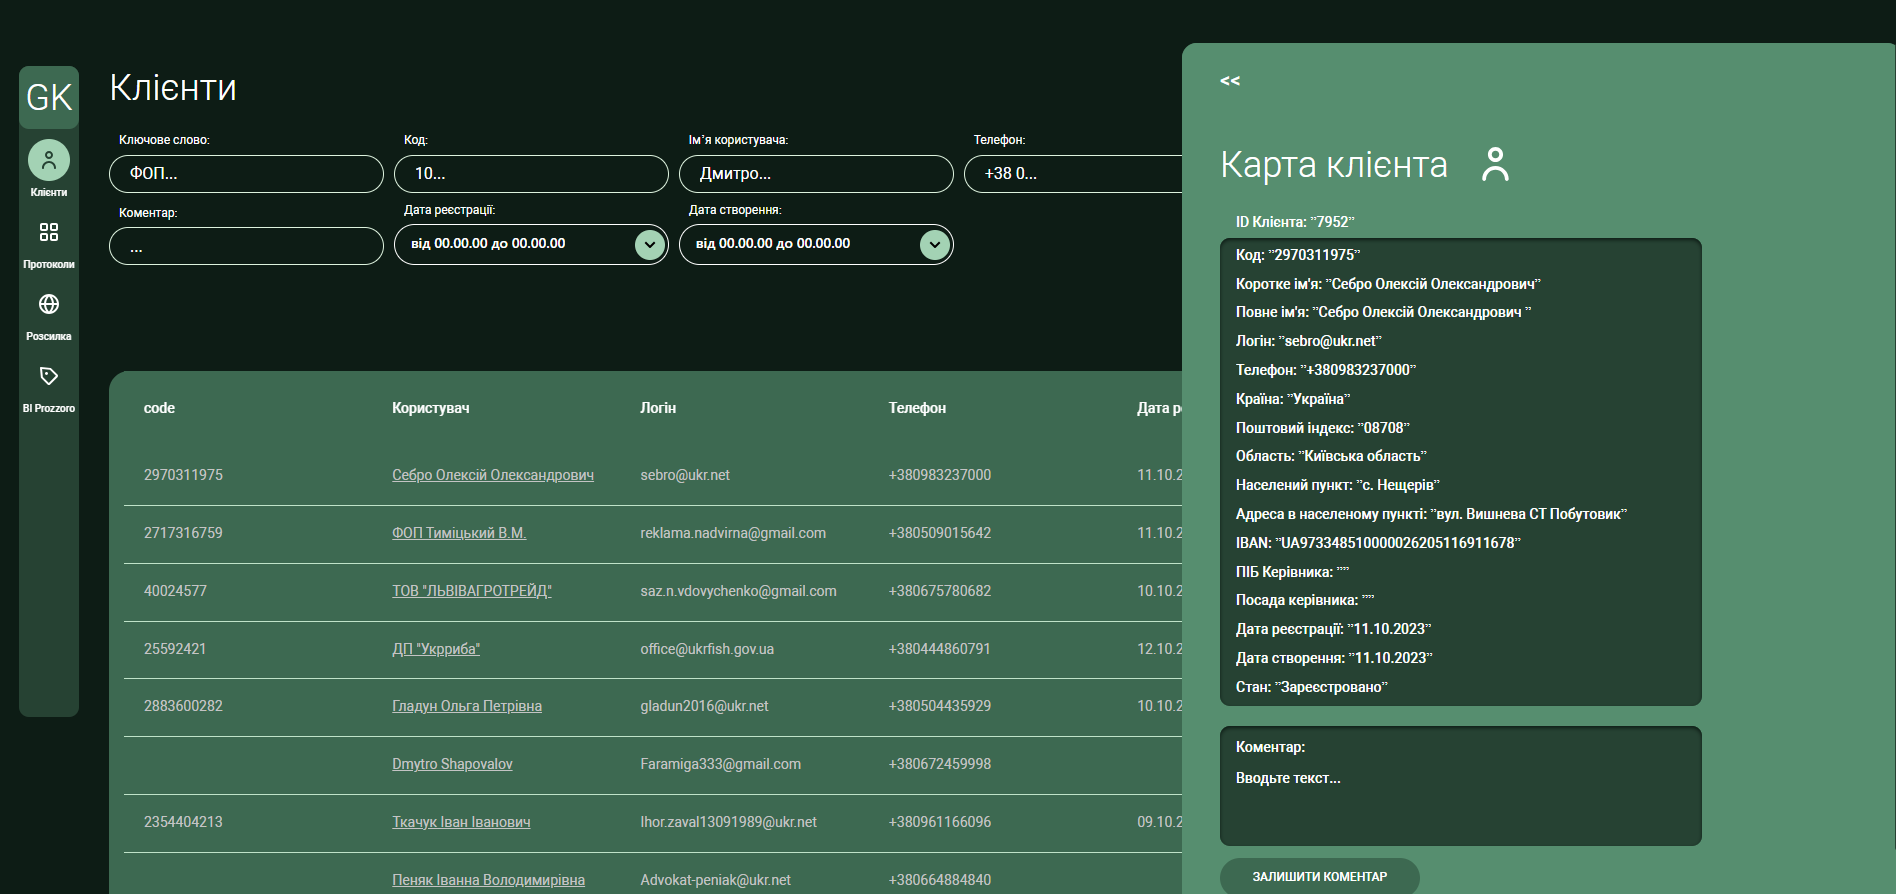 GK
Клієнти
Протоколи
Розсилка
BI Prozzoro
Клієнти
Ключове слово:
Код:
Ім’я користувача:
Телефон:
ФОП...
10...
Дмитро...
+38 0...
Коментар:
Дата реєстрації:
Дата створення:
...
від 00.00.00 до 00.00.00
від 00.00.00 до 00.00.00
code Користувач Логін Телефон Дата р
2970311975 Себро Олексій Олександрович sebro@ukr.net +380983237000 11.10.2
2717316759 ФОП Тиміцький В.М. reklama.nadvirna@gmail.com +380509015642 11.10.2
40024577 ТОВ "ЛЬВІВАГРОТРЕЙД" saz.n.vdovychenko@gmail.com +380675780682 10.10.2
25592421 ДП "Укрриба" office@ukrfish.gov.ua +380444860791 12.10.2
2883600282 Гладун Ольга Петрівна gladun2016@ukr.net +380504435929 10.10.2
Dmytro Shapovalov Faramiga333@gmail.com +380672459998
2354404213 Ткачук Іван Іванович Ihor.zaval13091989@ukr.net +380961166096 09.10.2
Пеняк Іванна Володимирівна Advokat-peniak@ukr.net +380664884840
<<
Карта клієнта
ID Клієнта: ”7952”
Код: ”2970311975”
Коротке ім'я: ”Себро Олексій Олександрович”
Повне ім'я: ”Себро Олексій Олександрович ”
Логін: ”sebro@ukr.net”
Телефон: ”+380983237000”
Країна: ”Україна”
Поштовий індекс: ”08708”
Область: ”Київська область”
Населений пункт: ”с. Нещерів”
Адреса в населеному пункті: ”вул. Вишнева СТ Побутовик”
IBAN: ”UA973348510000026205116911678”
ПІБ Керівника: ””
Посада керівника: ””
Дата реєстрації: ”11.10.2023”
Дата створення: ”11.10.2023”
Стан: ”Зареєстровано”
Коментар:
Вводьте текст...
ЗАЛИШИТИ КОМЕНТАР